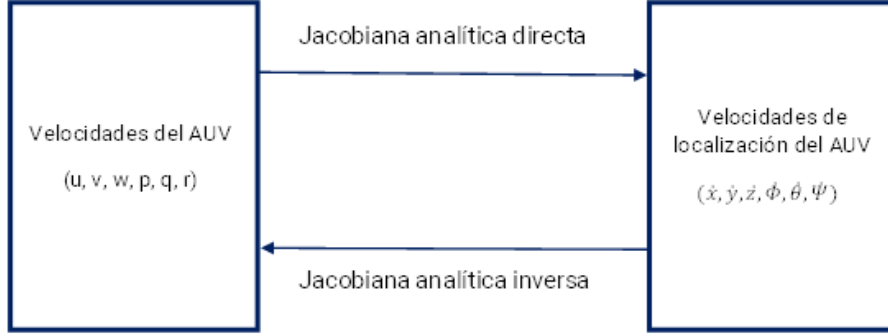 Jacobiana analítica directa
Velocidades del AUV
(u, v, w, p, q, r)
Velocidades de
localización del AUV
(ẋ, ẏ, ż, ϕ̇, θ̇, Ψ̇)
Jacobiana analítica inversa